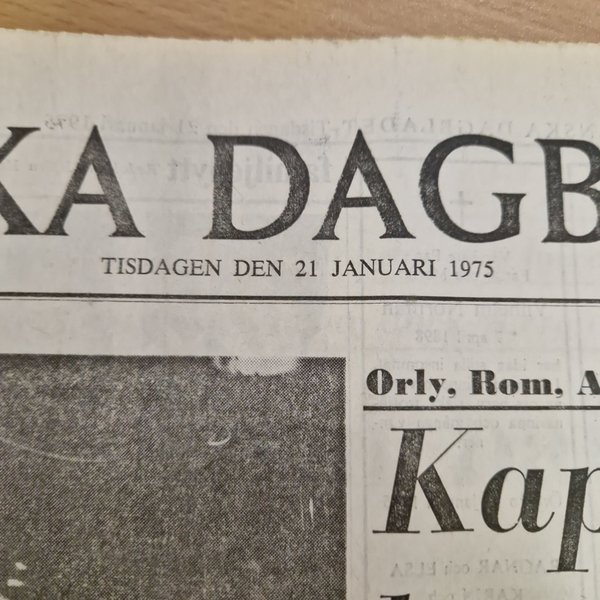 KA DAGB
TISDAGEN DEN 21 JANUARI 1975
Orly, Rom, A
Kap